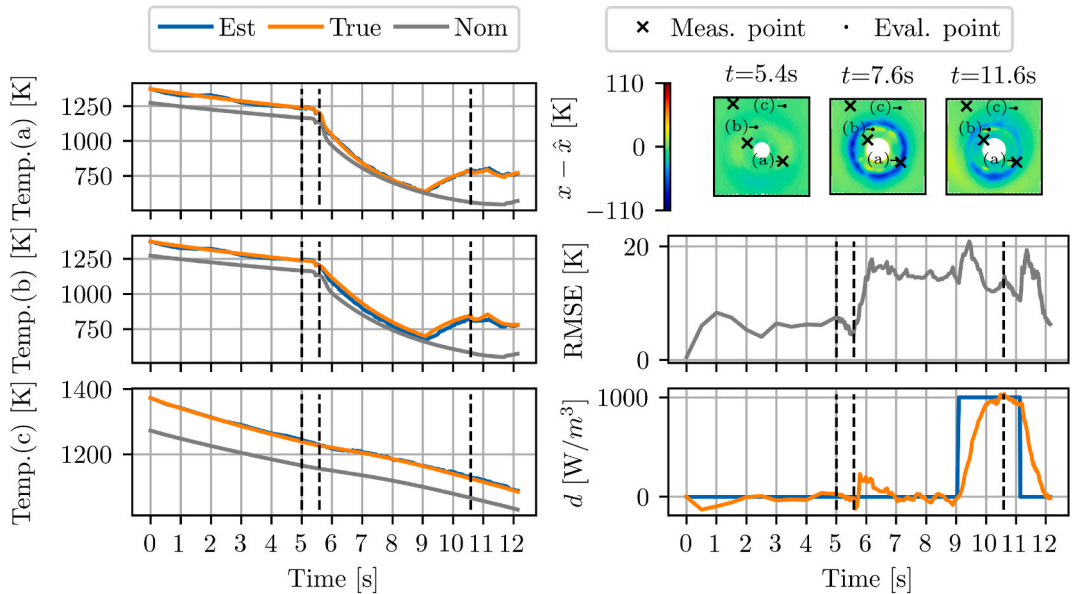 Est True Nom
Meas. point Eval. point
Temp.(a) [K]
1250
1000
750
Temp.(b) [K]
1250
1000
750
Temp.(c) [K]
1400
1200
0 1 2 3 4 5 6 7 8 9 10 11 12
Time [s]
x − x̂ [K]
110
0
−110
t=5.4s t=7.6s t=11.6s
(c) (c) (c)
(b) (b) (b)
(a) (a) (a)
RMSE [K]
20
0
d [W/m³]
1000
0
0 1 2 3 4 5 6 7 8 9 10 11 12
Time [s]